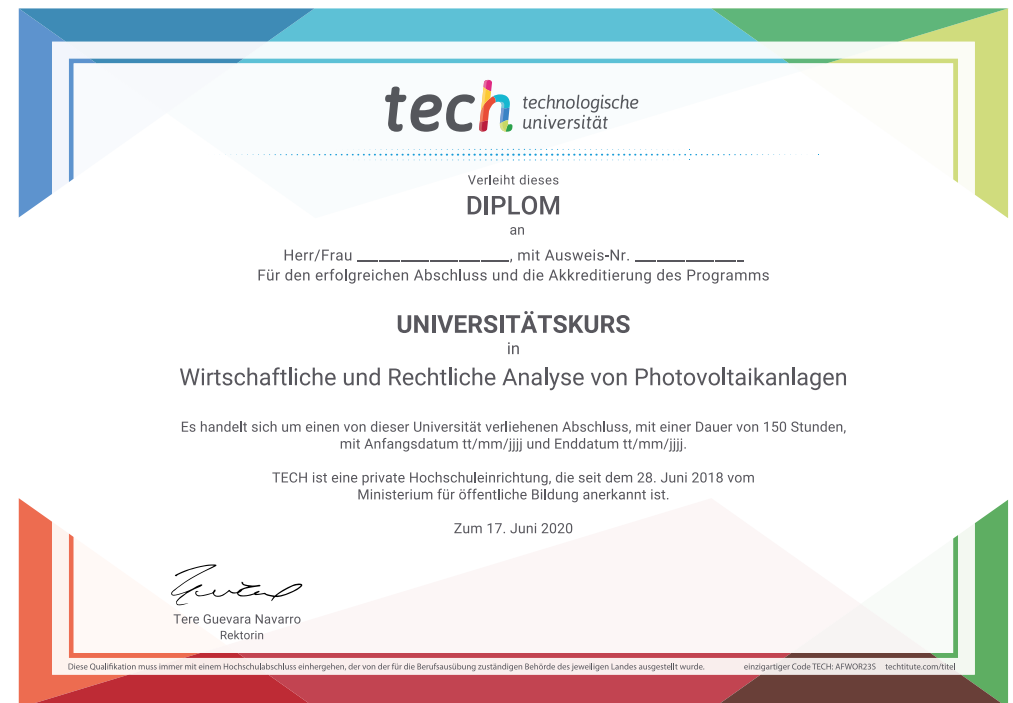 tech technologische
universität
Verleiht dieses
DIPLOM
an
Herr/Frau ____________________, mit Ausweis-Nr. ______________
Für den erfolgreichen Abschluss und die Akkreditierung des Programms
UNIVERSITÄTSKURS
in
Wirtschaftliche und Rechtliche Analyse von Photovoltaikanlagen
Es handelt sich um einen von dieser Universität verliehenen Abschluss, mit einer Dauer von 150 Stunden,
mit Anfangsdatum tt/mm/jjjj und Enddatum tt/mm/jjjj.
TECH ist eine private Hochschuleinrichtung, die seit dem 28. Juni 2018 vom
Ministerium für öffentliche Bildung anerkannt ist.
Zum 17. Juni 2020
Tere Guevara Navarro
Rektorin
Diese Qualifikation muss immer mit einem Hochschulabschluss einhergehen, der von der für die Berufsausübung zuständigen Behörde des jeweiligen Landes ausgestellt wurde. einzigartiger Code TECH: AFWOR23S techtitute.com/titel